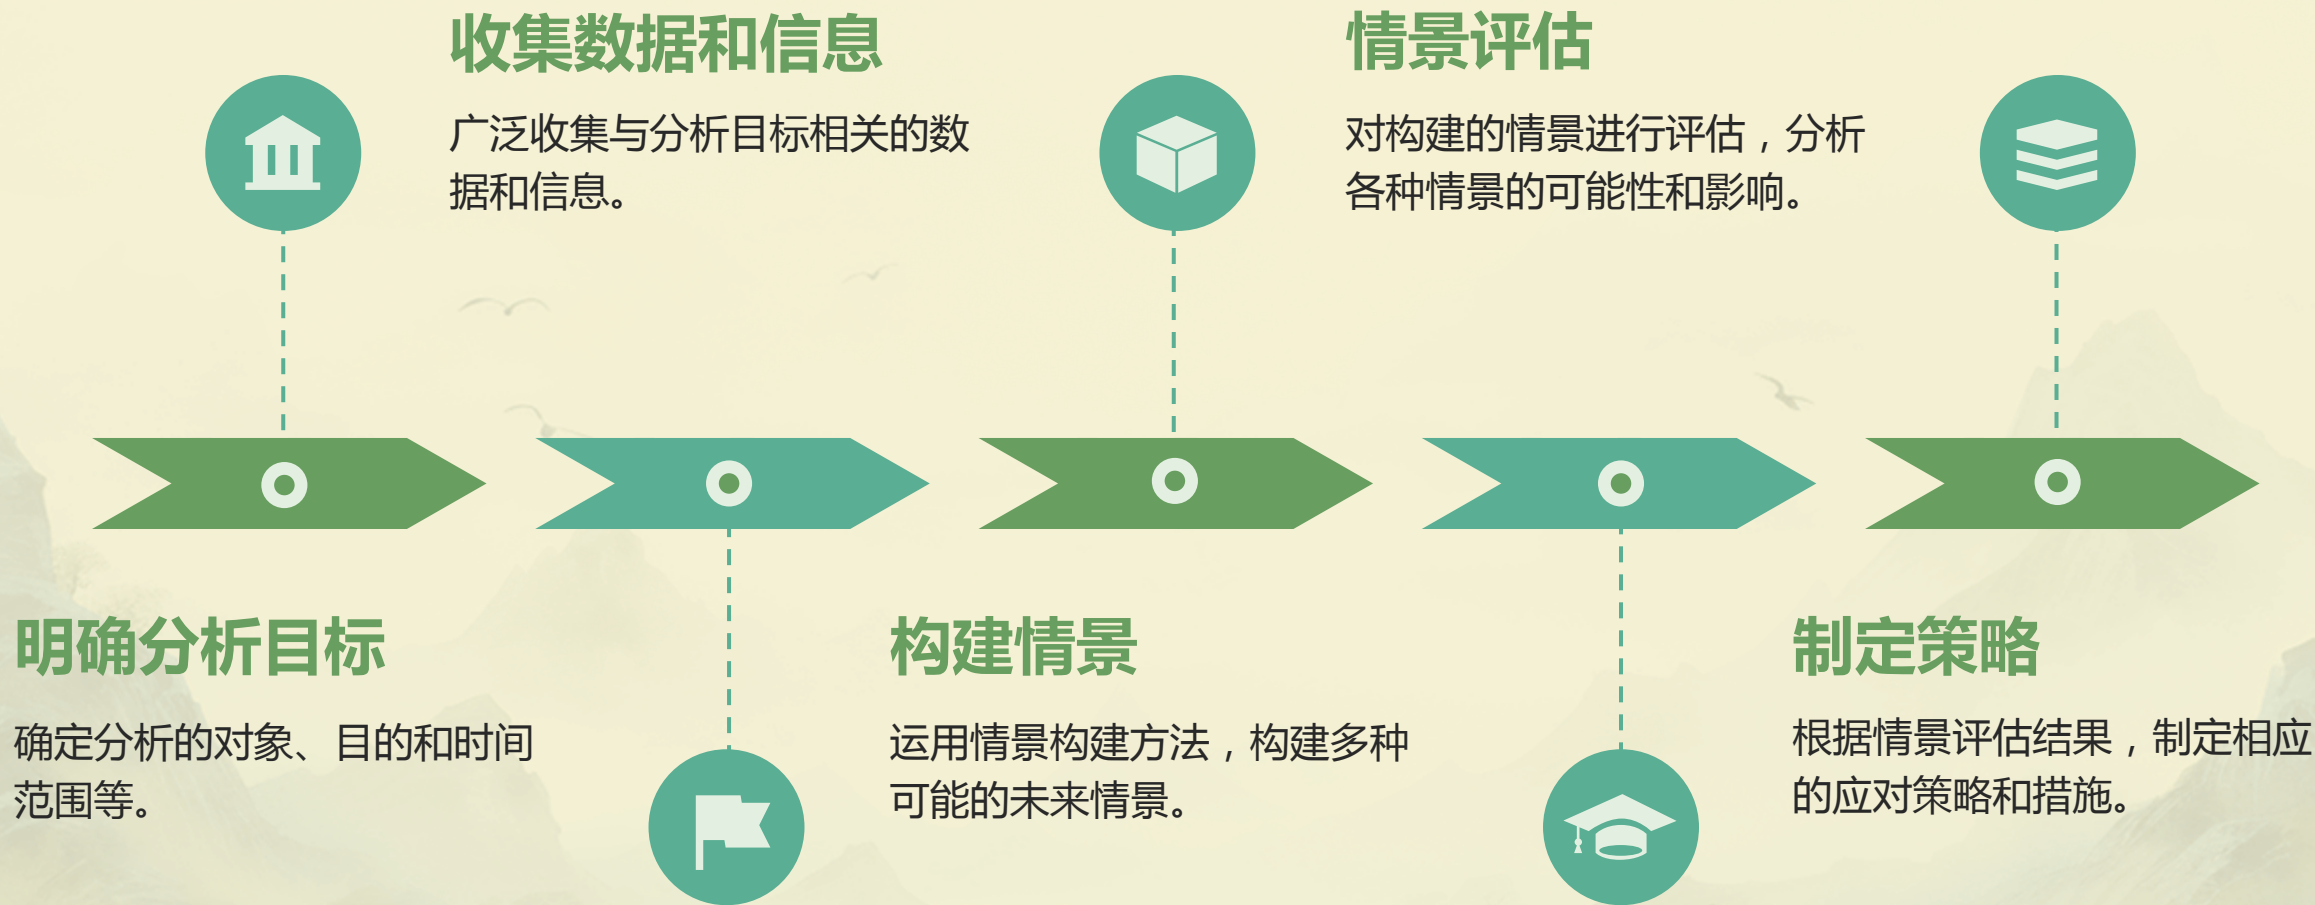 收集数据和信息
广泛收集与分析目标相关的数
据和信息。
情景评估
对构建的情景进行评估，分析
各种情景的可能性和影响。
明确分析目标
确定分析的对象、目的和时间
范围等。
构建情景
运用情景构建方法，构建多种
可能的未来情景。
制定策略
根据情景评估结果，制定相应
的应对策略和措施。